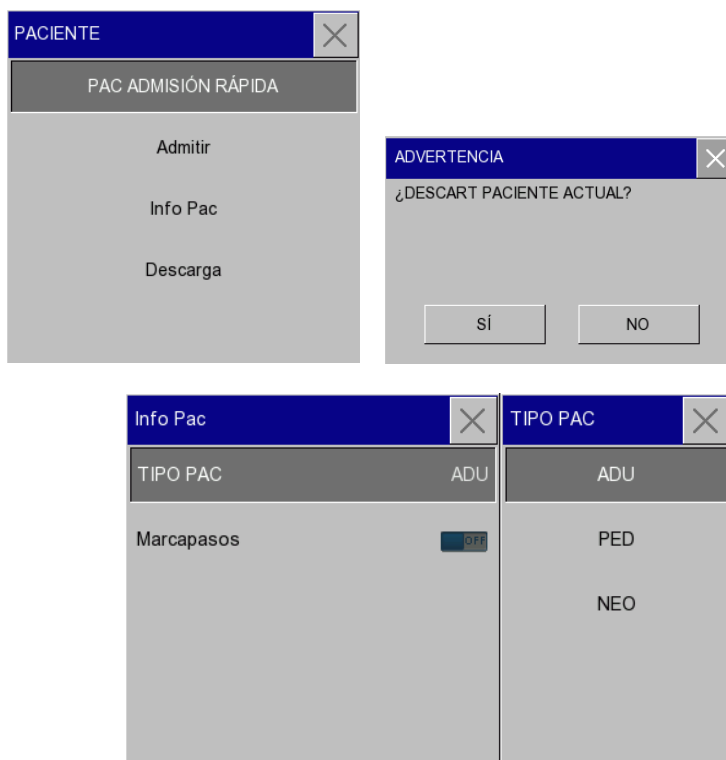 PACIENTE
PAC ADMISIÓN RÁPIDA
Admitir
Info Pac
Descarga
ADVERTENCIA
¿DESCART PACIENTE ACTUAL?
SÍ NO
Info Pac
TIPO PAC ADU
Marcapasos OFF
TIPO PAC
ADU
PED
NEO